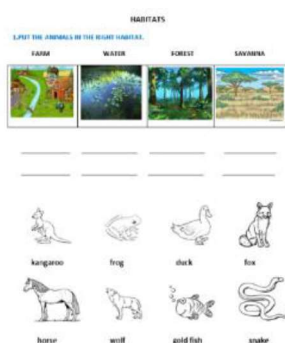 HABITATS
1.PUT THE ANIMALS IN THE RIGHT HABITAT.
FARM WATER FOREST SAVANNA
kangaroo frog duck fox
horse wolf gold fish snake